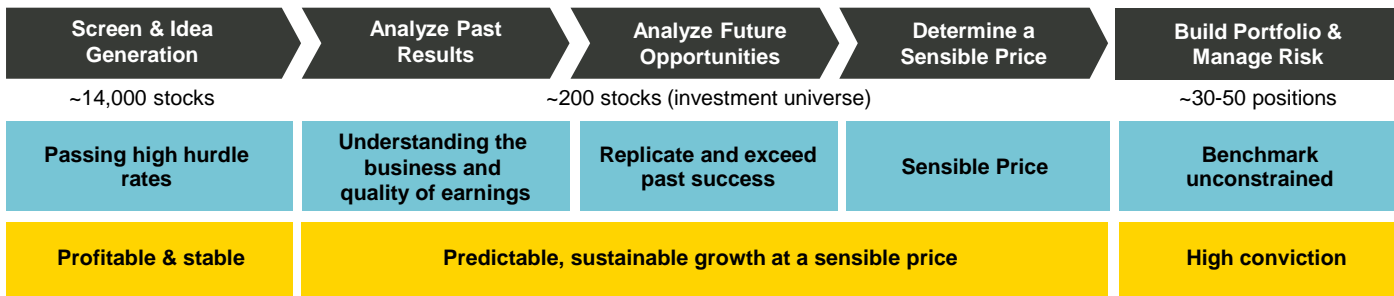 Screen & Idea
Generation
Analyze Past
Results
Analyze Future
Opportunities
Determine a
Sensible Price
Build Portfolio &
Manage Risk
~14,000 stocks
~200 stocks (investment universe)
~30-50 positions
Passing high hurdle
rates
Understanding the
business and
quality of earnings
Replicate and exceed
past success
Sensible Price
Benchmark
unconstrained
Profitable & stable
Predictable, sustainable growth at a sensible price
High conviction